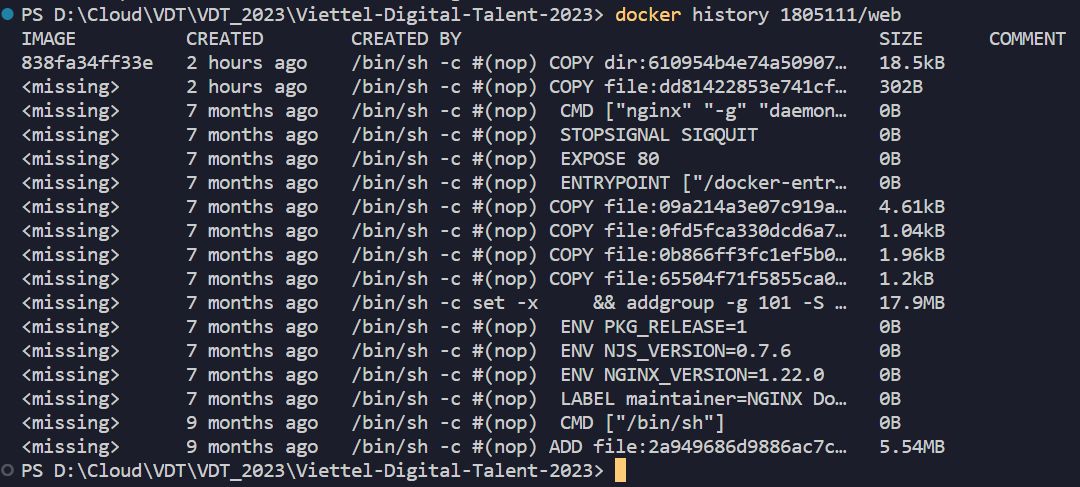 PS D:\Cloud\VDT\VDT_2023\Viettel-Digital-Talent-2023> docker history 1805111/web
IMAGE          CREATED        CREATED BY                                      SIZE      COMMENT
838fa34ff33e   2 hours ago    /bin/sh -c #(nop) COPY dir:610954b4e74a50907…   18.5kB
<missing>      2 hours ago    /bin/sh -c #(nop) COPY file:dd81422853e741cf…   302B
<missing>      7 months ago   /bin/sh -c #(nop)  CMD ["nginx" "-g" "daemon…   0B
<missing>      7 months ago   /bin/sh -c #(nop)  STOPSIGNAL SIGQUIT           0B
<missing>      7 months ago   /bin/sh -c #(nop)  EXPOSE 80                    0B
<missing>      7 months ago   /bin/sh -c #(nop)  ENTRYPOINT ["/docker-entr…   0B
<missing>      7 months ago   /bin/sh -c #(nop) COPY file:09a214a3e07c919a…   4.61kB
<missing>      7 months ago   /bin/sh -c #(nop) COPY file:0fd5fca330dcd6a7…   1.04kB
<missing>      7 months ago   /bin/sh -c #(nop) COPY file:0b866ff3fc1ef5b0…   1.96kB
<missing>      7 months ago   /bin/sh -c #(nop) COPY file:65504f71f5855ca0…   1.2kB
<missing>      7 months ago   /bin/sh -c set -x     && addgroup -g 101 -S …   17.9MB
<missing>      7 months ago   /bin/sh -c #(nop)  ENV PKG_RELEASE=1            0B
<missing>      7 months ago   /bin/sh -c #(nop)  ENV NJS_VERSION=0.7.6        0B
<missing>      7 months ago   /bin/sh -c #(nop)  ENV NGINX_VERSION=1.22.0     0B
<missing>      7 months ago   /bin/sh -c #(nop)  LABEL maintainer=NGINX Do…   0B
<missing>      9 months ago   /bin/sh -c #(nop)  CMD ["/bin/sh"]              0B
<missing>      9 months ago   /bin/sh -c #(nop) ADD file:2a949686d9886ac7c…   5.54MB
PS D:\Cloud\VDT\VDT_2023\Viettel-Digital-Talent-2023>